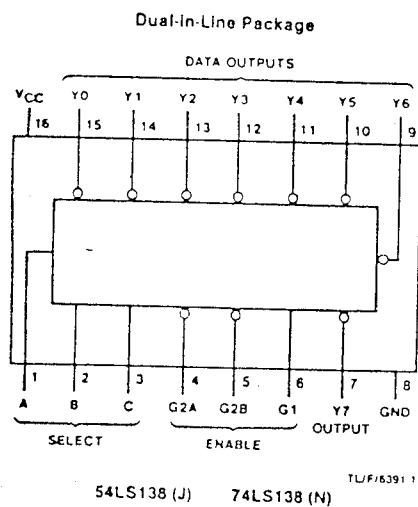 Dual-In-Line Package
DATA OUTPUTS
VCC Y0 Y1 Y2 Y3 Y4 Y5 Y6
16 15 14 13 12 11 10 9
1 2 3 4 5 6 7 8
A B C G2A G2B G1 Y7 GND
SELECT ENABLE OUTPUT
TL/F/6391-1
54LS138 (J) 74LS138 (N)